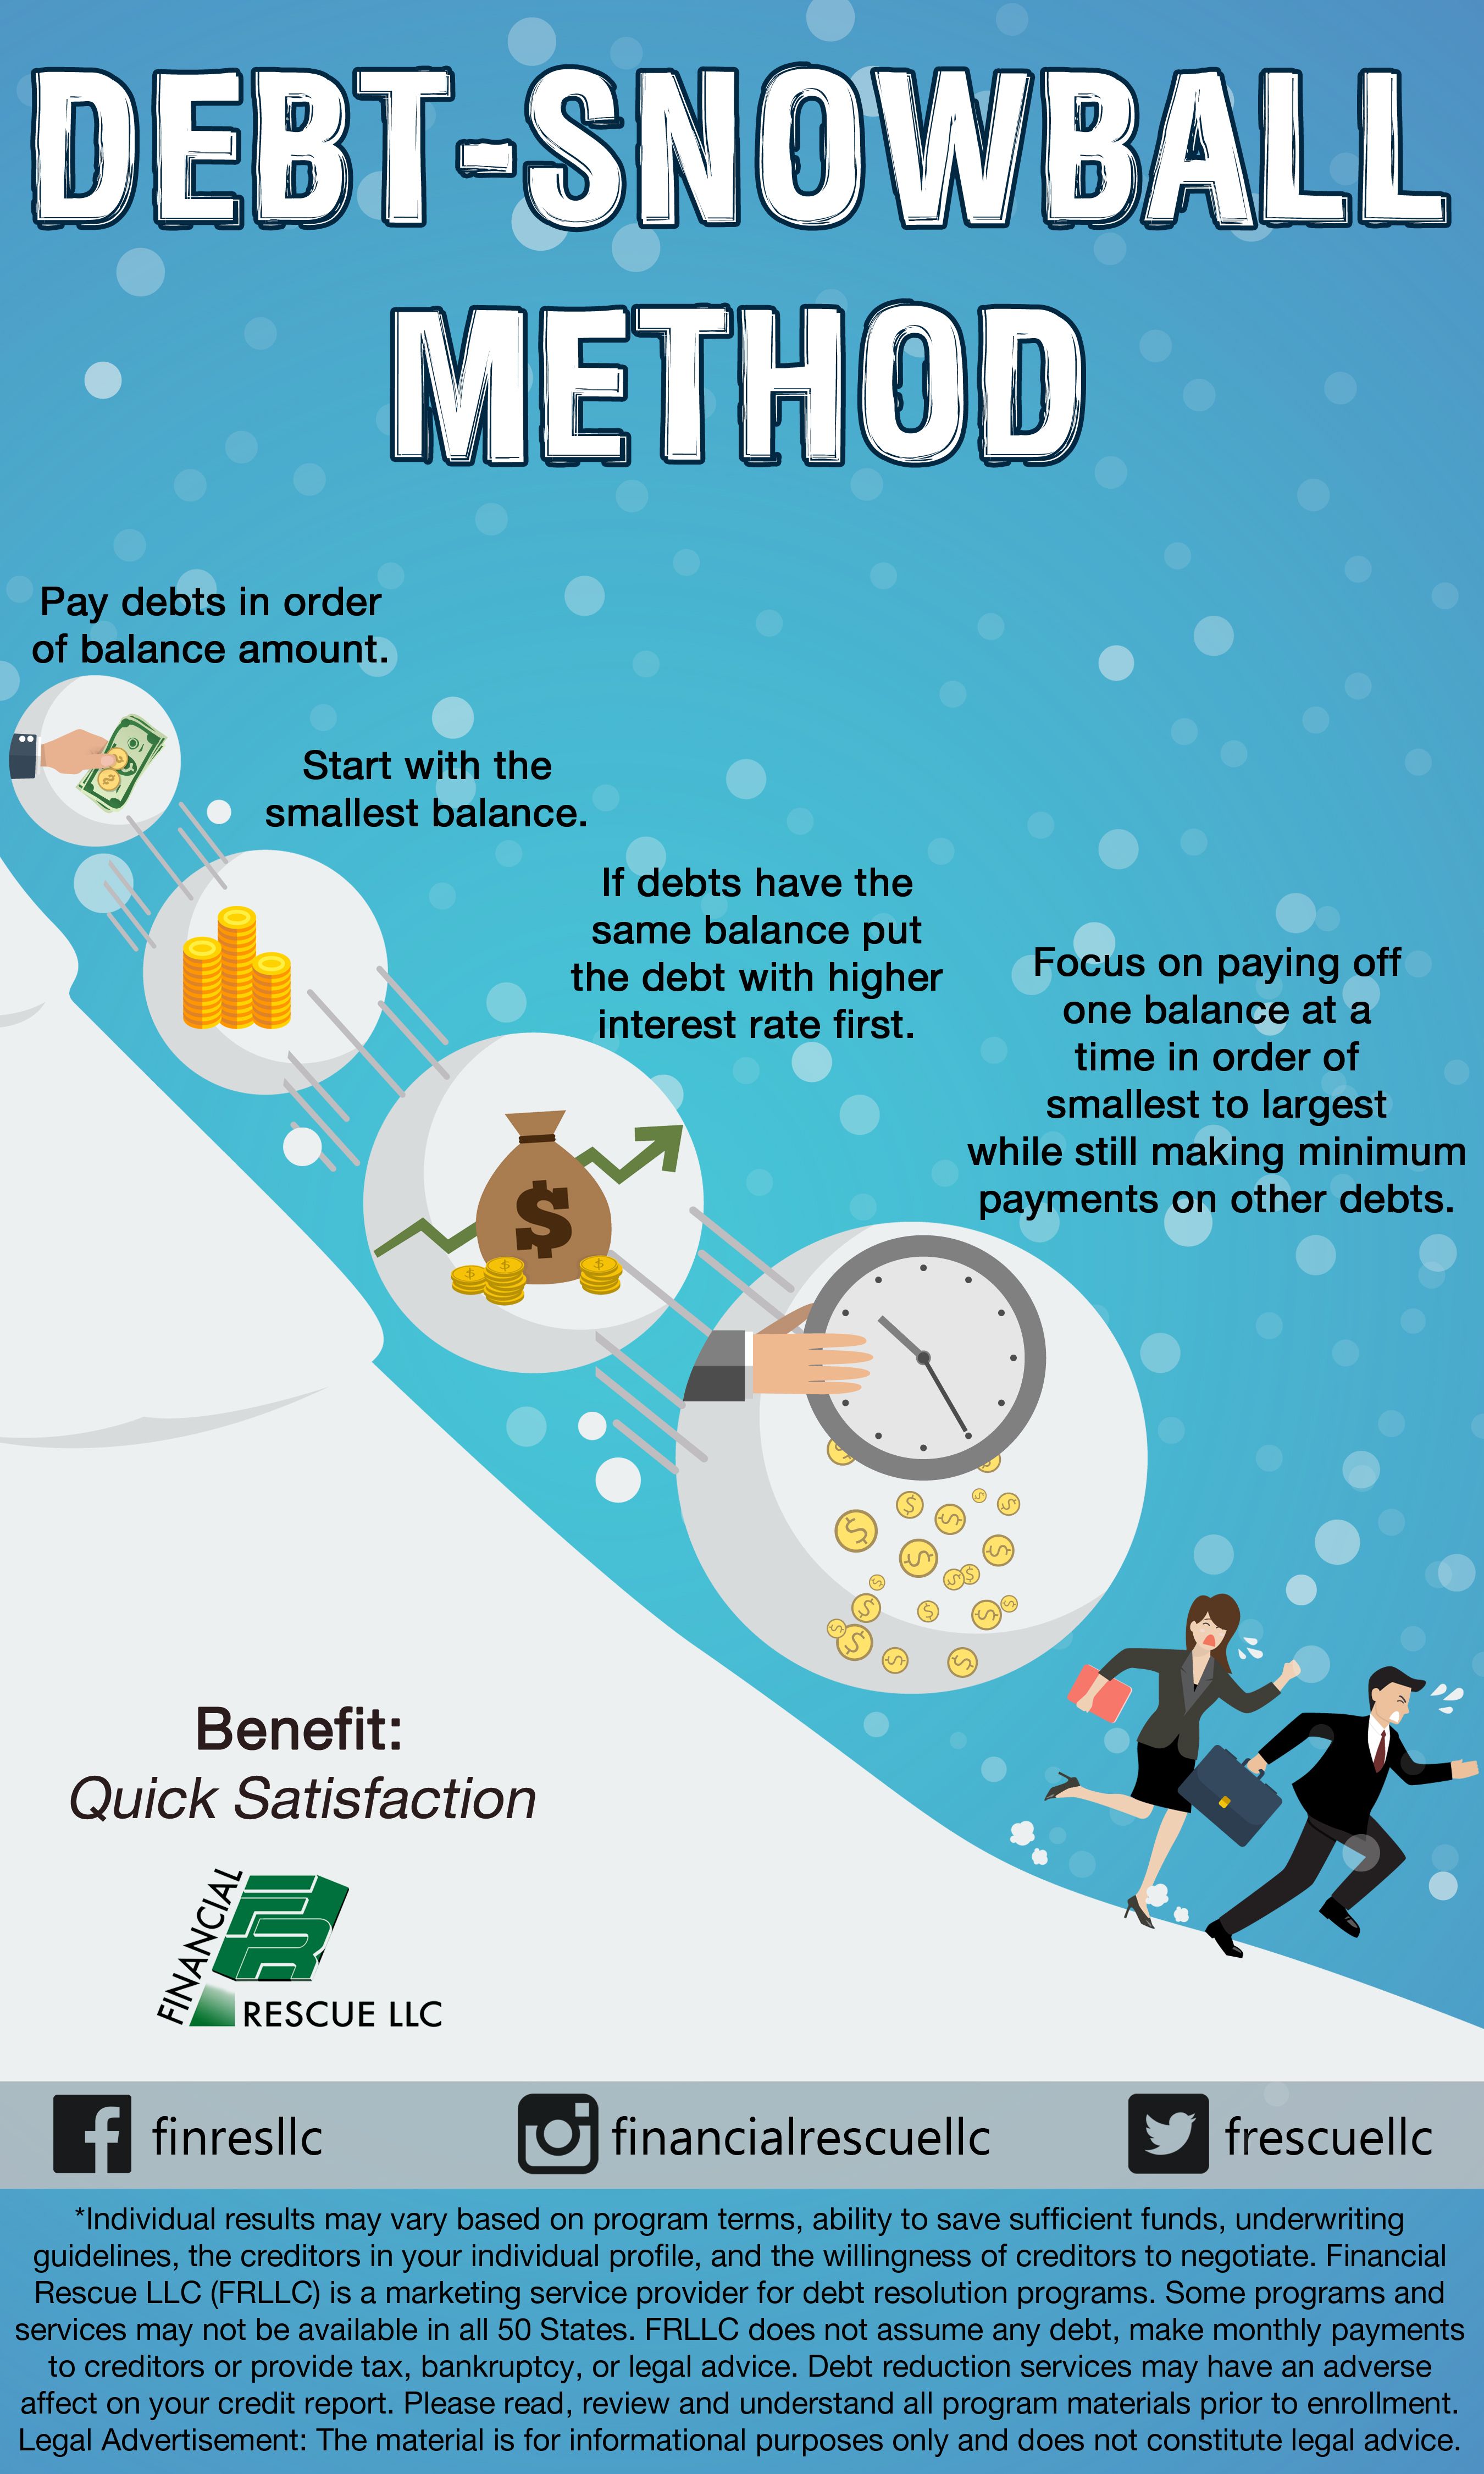 DEBT-SNOWBALL
METHOD
Pay debts in order
of balance amount.
Start with the
smallest balance.
If debts have the
same balance put
the debt with higher
interest rate first.
Focus on paying off
one balance at a
time in order of
smallest to largest
while still making minimum
payments on other debts.
$
Benefit:
Quick Satisfaction
FINANCIAL
FR
RESCUE LLC
finresllc
financialrescuellc
frescuellc
*Individual results may vary based on program terms, ability to save sufficient funds, underwriting
guidelines, the creditors in your individual profile, and the willingness of creditors to negotiate. Financial
Rescue LLC (FRLLC) is a marketing service provider for debt resolution programs. Some programs and
services may not be available in all 50 States. FRLLC does not assume any debt, make monthly payments
to creditors or provide tax, bankruptcy, or legal advice. Debt reduction services may have an adverse
affect on your credit report. Please read, review and understand all program materials prior to enrollment.
Legal Advertisement: The material is for informational purposes only and does not constitute legal advice.